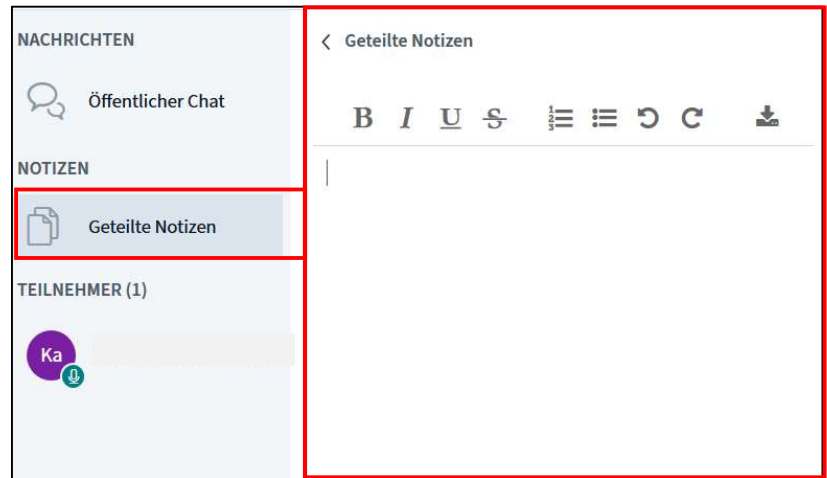 NACHRICHTEN
Öffentlicher Chat
NOTIZEN
Geteilte Notizen
TEILNEHMER (1)
Ka
Geteilte Notizen
B I U S